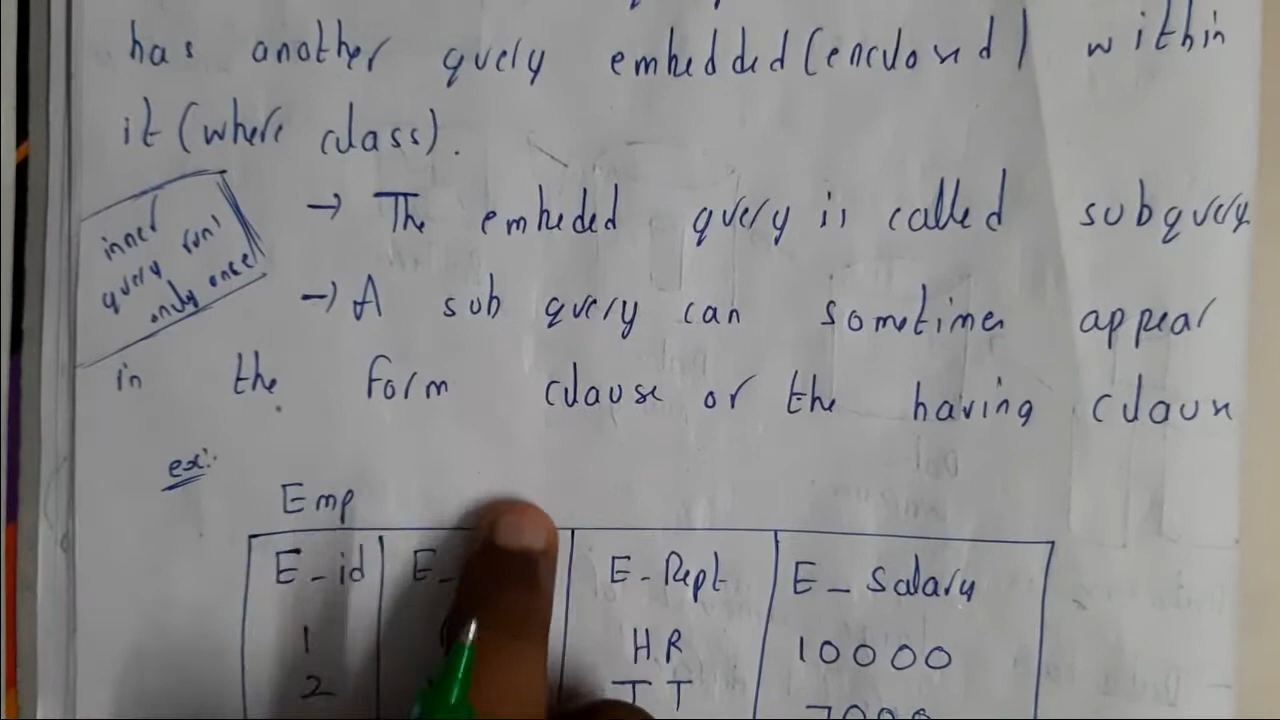 has another query embedded (enclosed) within
it (where class).
→ The embeded query is called subquery
inner
query runs
only once
→ A sub query can sometimes appear
in the form clause or the having clause
ex:
Emp
E_id E_ E-Dept E_Salary
1 HR 10000
2